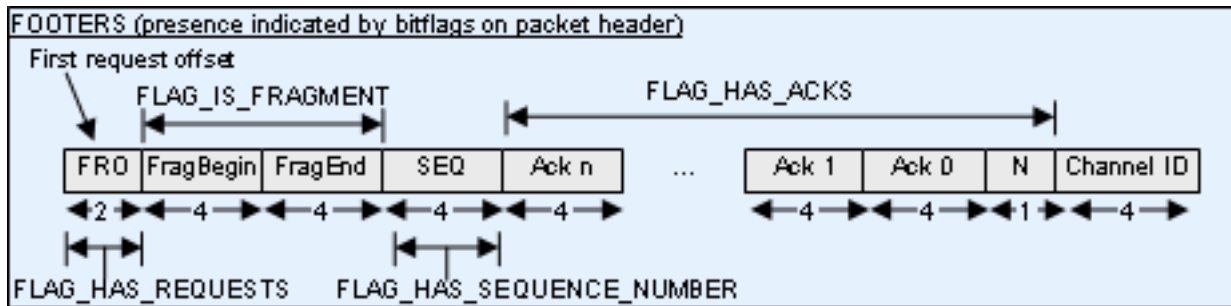 FOOTERS (presence indicated by bitflags on packet header)
First request offset
FLAG_IS_FRAGMENT
FLAG_HAS_ACKS
FRO FragBegin FragEnd SEQ Ack n ... Ack 1 Ack 0 N Channel ID
2 4 4 4 4 4 4 1 4
FLAG_HAS_REQUESTS FLAG_HAS_SEQUENCE_NUMBER